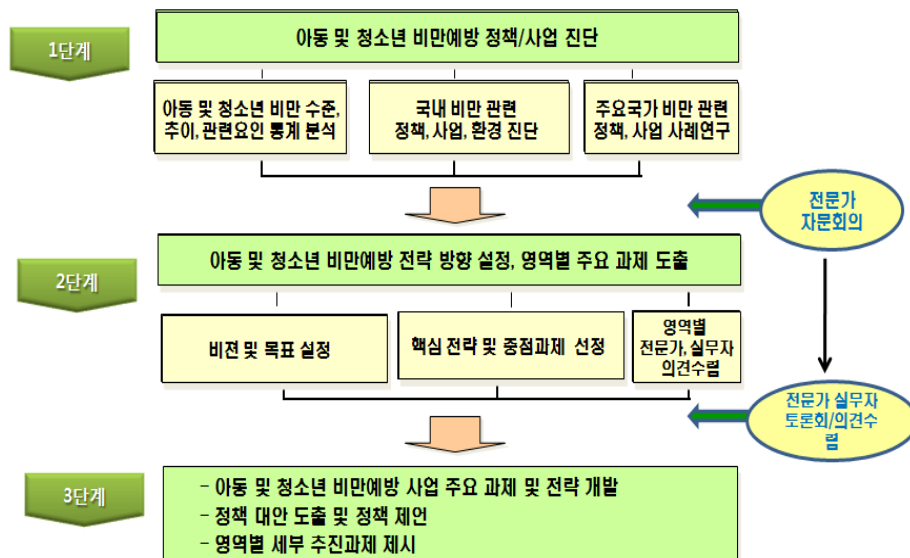 1단계
아동 및 청소년 비만예방 정책/사업 진단
아동 및 청소년 비만 수준,
추이, 관련요인 통계 분석
국내 비만 관련
정책, 사업, 환경 진단
주요국가 비만 관련
정책, 사업 사례연구
전문가
자문회의
2단계
아동 및 청소년 비만예방 전략 방향 설정, 영역별 주요 과제 도출
비젼 및 목표 설정
핵심 전략 및 중점과제 선정
영역별
전문가, 실무자
의견수렴
전문가 실무자
토론회/의견수
렴
3단계
- 아동 및 청소년 비만예방 사업 주요 과제 및 전략 개발
- 정책 대안 도출 및 정책 제언
- 영역별 세부 추진과제 제시